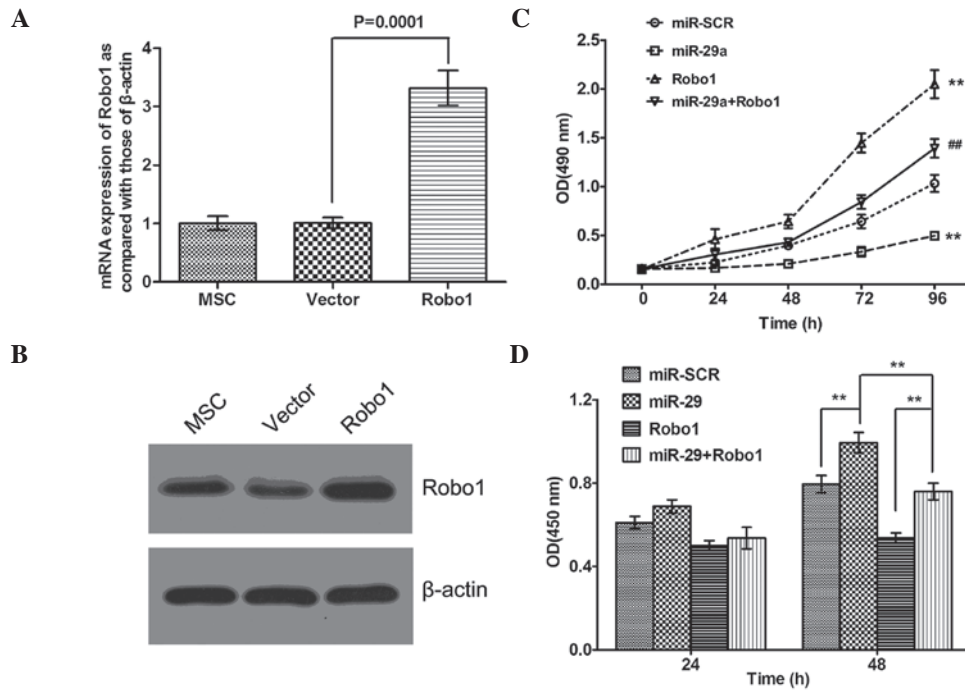 A
P=0.0001
mRNA expression of Robo1 as
compared with those of β-actin
4
3
2
1
0
MSC
Vector
Robo1
B
MSC
Vector
Robo1
Robo1
β-actin
C
miR-SCR
miR-29a
Robo1
miR-29a+Robo1
OD(490 nm)
2.5
2.0
1.5
1.0
0.5
0.0
**
##
**
0
24
48
72
96
Time (h)
D
miR-SCR
miR-29
Robo1
miR-29+Robo1
**
**
**
OD(450 nm)
1.2
0.8
0.4
0.0
24
48
Time (h)